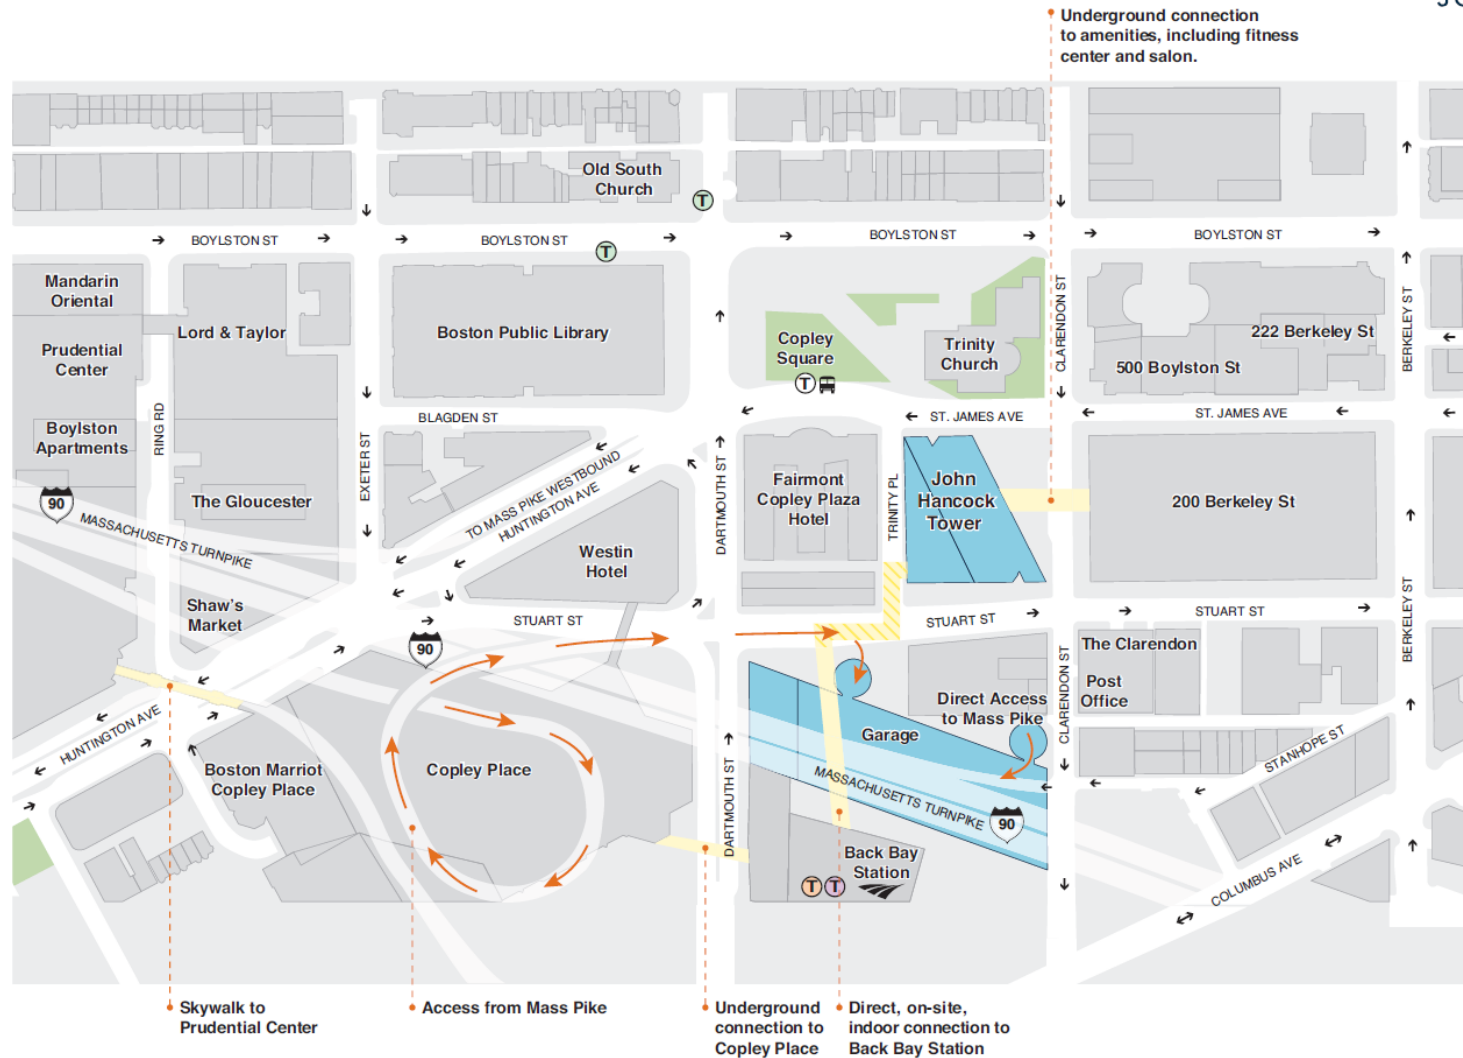 Underground connection
to amenities, including fitness
center and salon.
Old South
Church
T
BOYLSTON ST
BOYLSTON ST
T
BOYLSTON ST
BOYLSTON ST
Mandarin
Oriental
Lord & Taylor
Boston Public Library
Prudential
Center
Copley
Square
T
Trinity
Church
CLARENDON ST
222 Berkeley St
500 Boylston St
BERKELEY ST
BLAGDEN ST
ST. JAMES AVE
ST. JAMES AVE
Boylston
Apartments
RING RD
EXETER ST
90
MASSACHUSETTS TURNPIKE
The Gloucester
TO MASS PIKE WESTBOUND
HUNTINGTON AVE
DARTMOUTH ST
Fairmont
Copley Plaza
Hotel
TRINITY PL
John
Hancock
Tower
200 Berkeley St
Westin
Hotel
Shaw's
Market
STUART ST
STUART ST
STUART ST
BERKELEY ST
90
The Clarendon
Post
Office
CLARENDON ST
Direct Access
to Mass Pike
Garage
HUNTINGTON AVE
Boston Marriot
Copley Place
Copley Place
DARTMOUTH ST
MASSACHUSETTS TURNPIKE
90
STANHOPE ST
Back Bay
Station
T T
COLUMBUS AVE
Skywalk to
Prudential Center
Access from Mass Pike
Underground
connection to
Copley Place
Direct, on-site,
indoor connection to
Back Bay Station